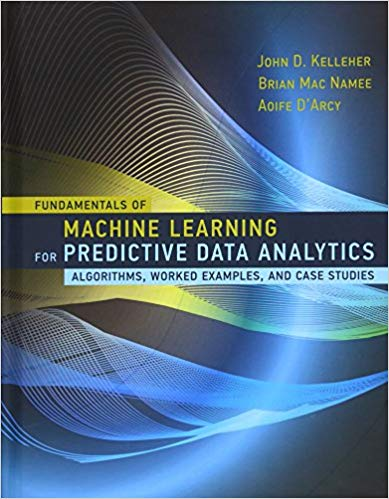 JOHN D. KELLEHER
BRIAN MAC NAMEE
AOIFE D'ARCY
FUNDAMENTALS OF
MACHINE LEARNING
FOR PREDICTIVE DATA ANALYTICS
ALGORITHMS, WORKED EXAMPLES, AND CASE STUDIES